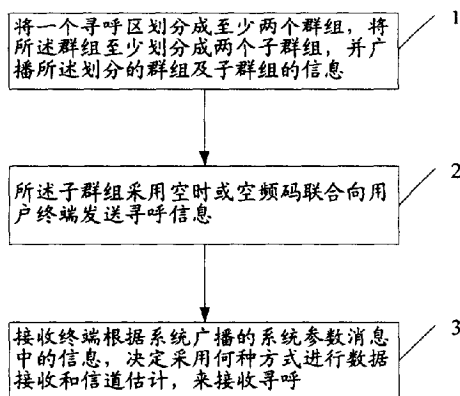 将一个寻呼区划分成至少两个群组，将
所述群组至少划分成两个子群组，并广
播所述划分的群组及子群组的信息
1
所述子群组采用空时或空频码联合向用
户终端发送寻呼信息
2
接收终端根据系统广播的系统参数消息
中的信息，决定采用何种方式进行数据
接收和信道估计，来接收寻呼
3